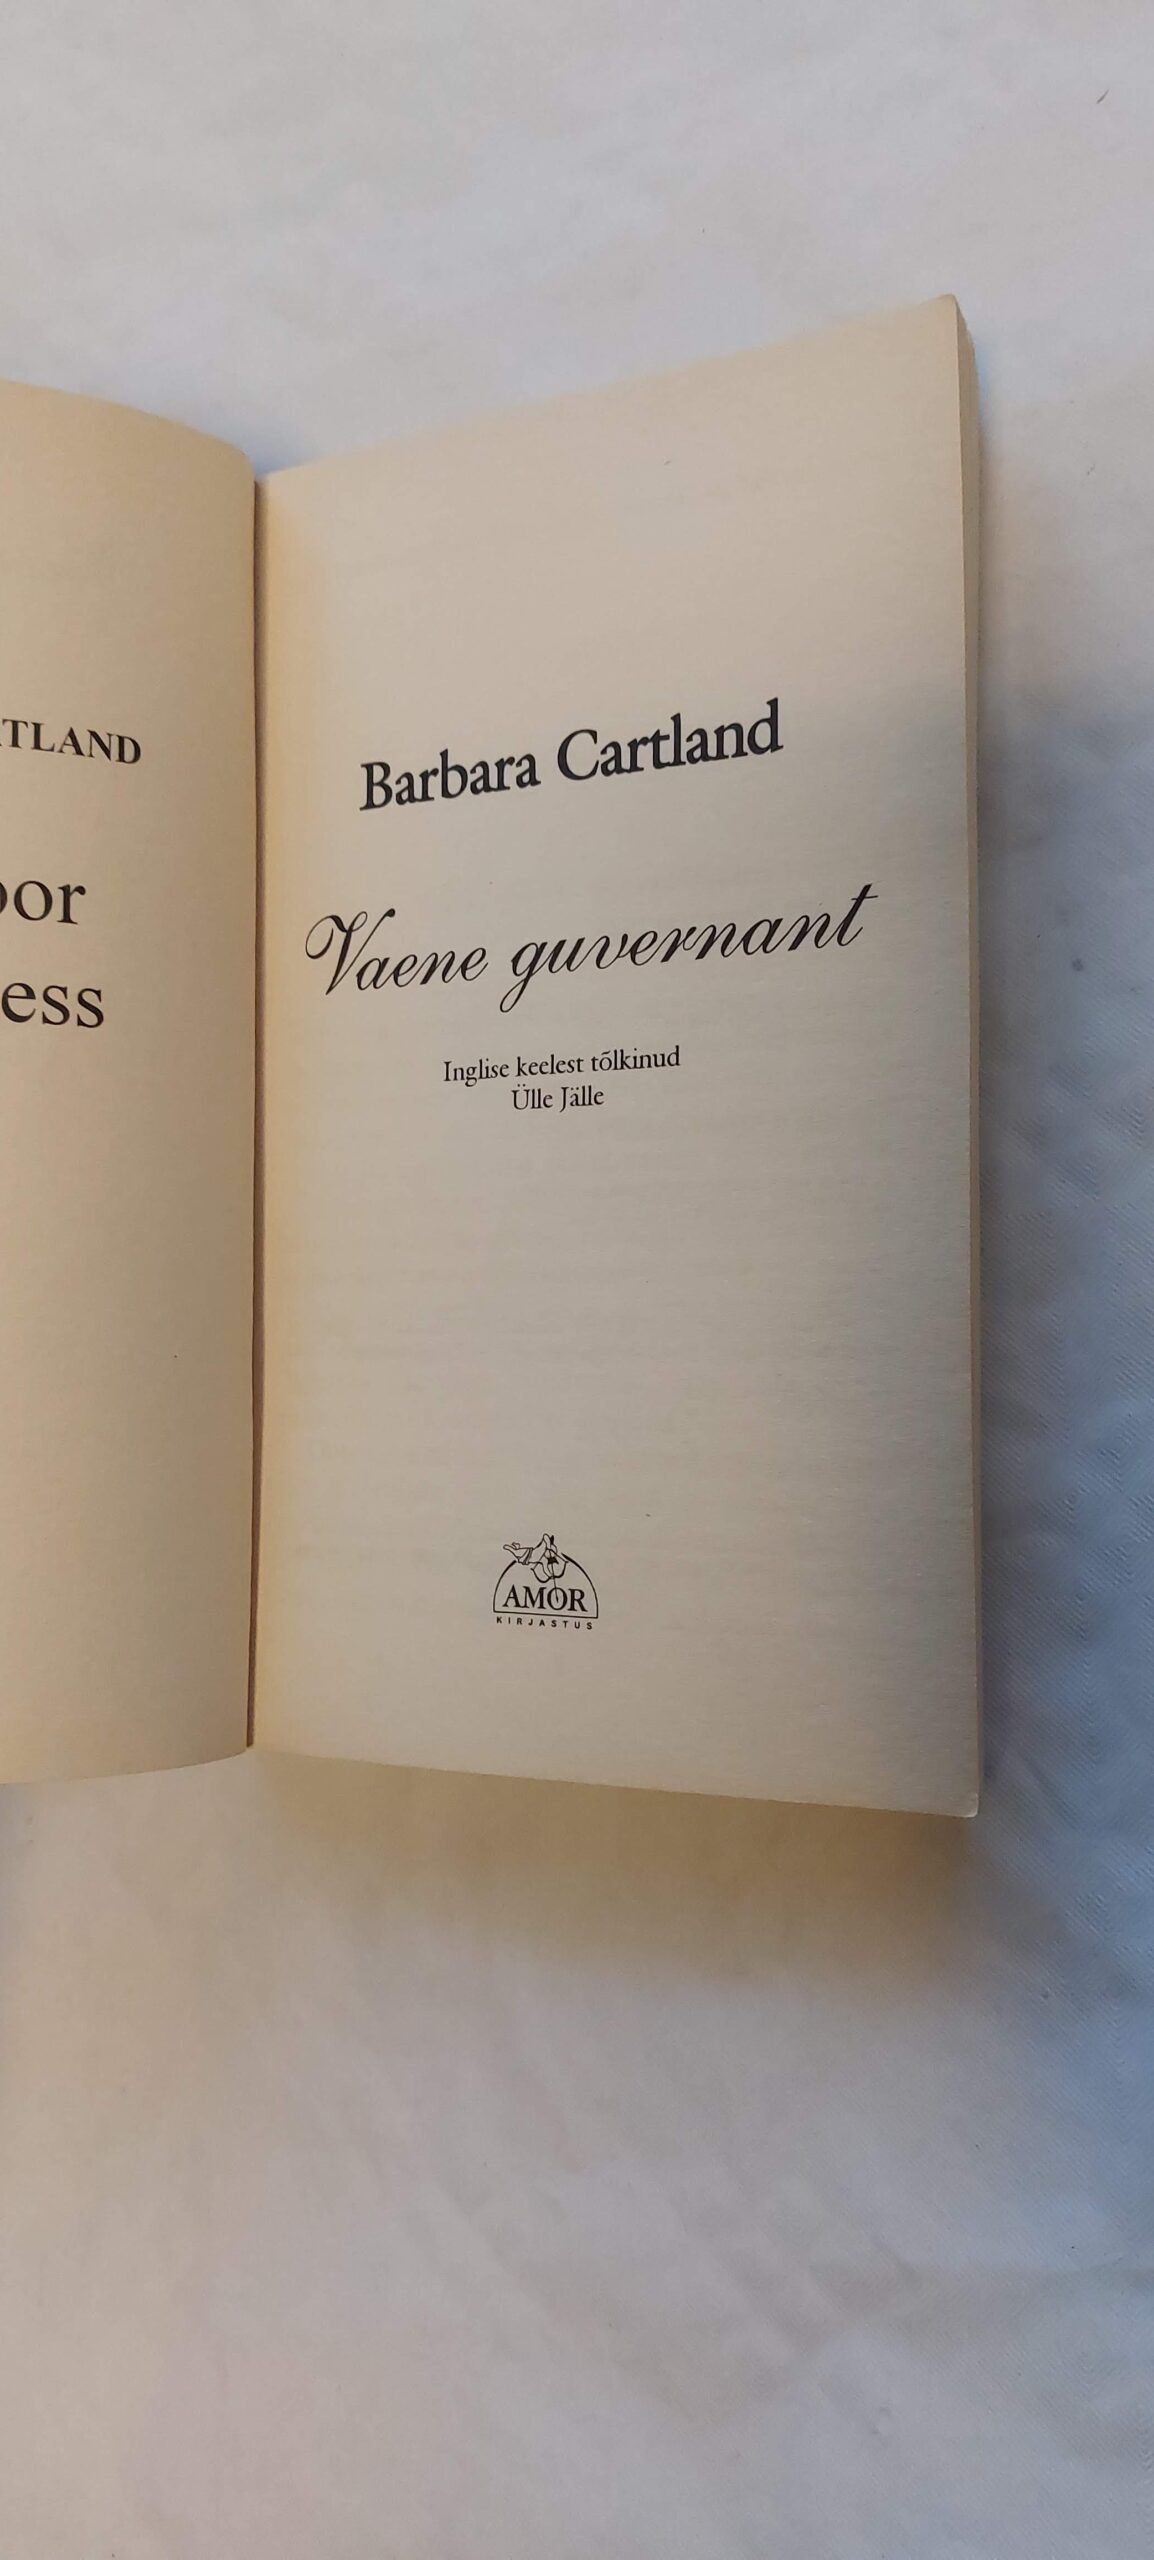 TLAND
oor
ess
Barbara Cartland
Vaene guvernant
Inglise keelest tõlkinud
Ülle Jälle
AMOR
KIRJASTUS